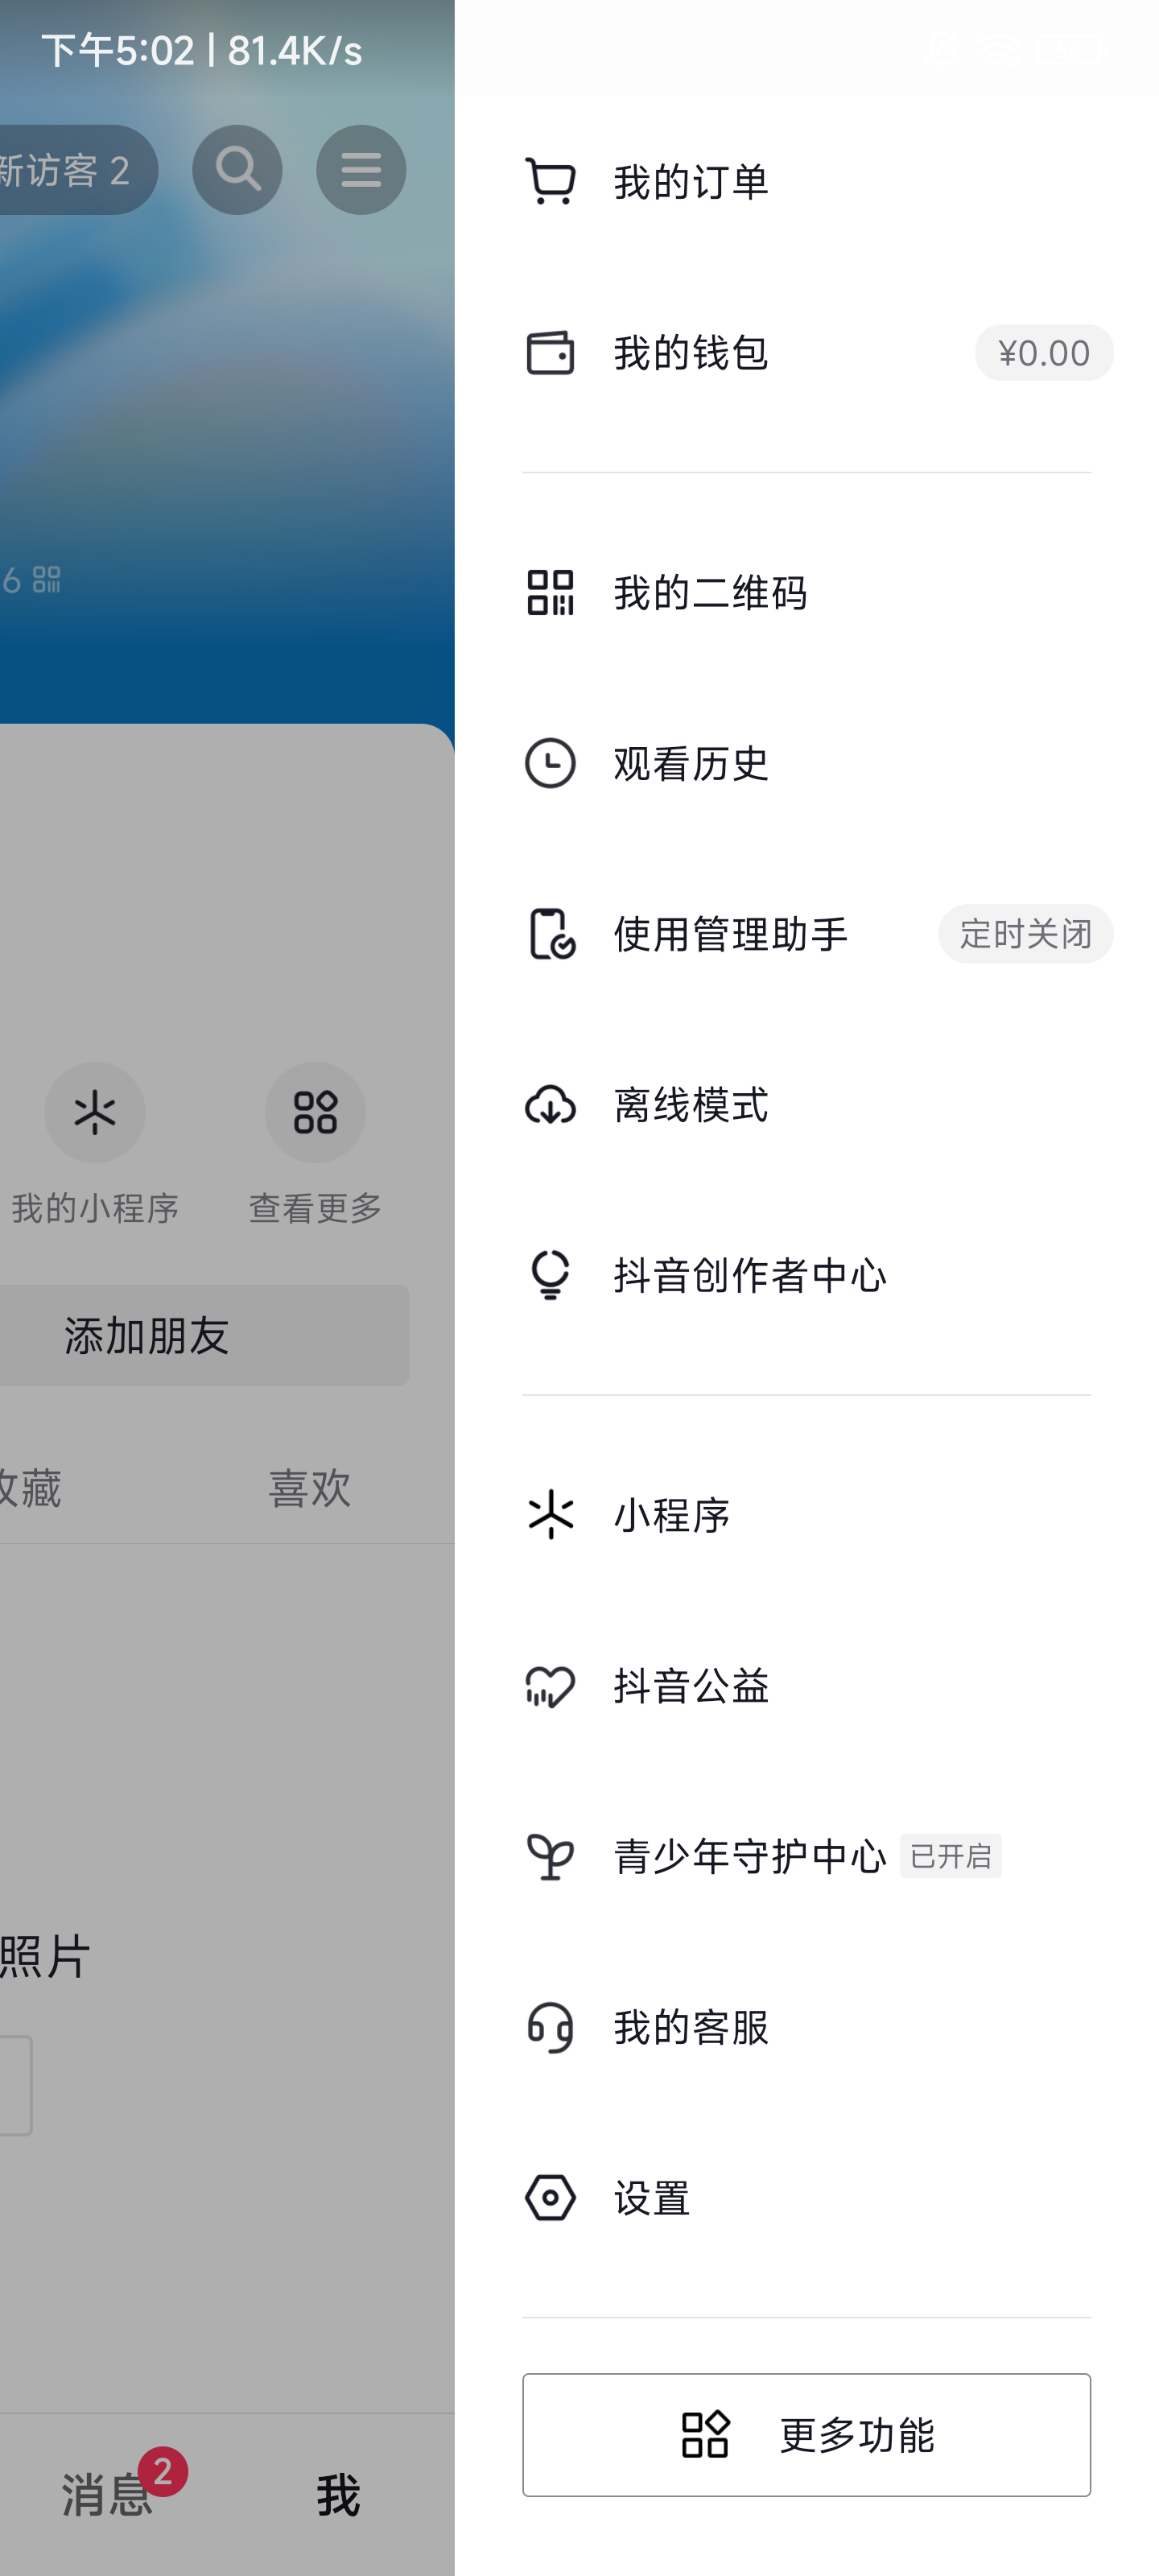 下午5:02 | 81.4K/s
新访客 2
6
我的小程序
查看更多
添加朋友
收藏
喜欢
照片
消息
2
我
我的订单
我的钱包
¥0.00
我的二维码
观看历史
使用管理助手
定时关闭
离线模式
抖音创作者中心
小程序
抖音公益
青少年守护中心
已开启
我的客服
设置
更多功能